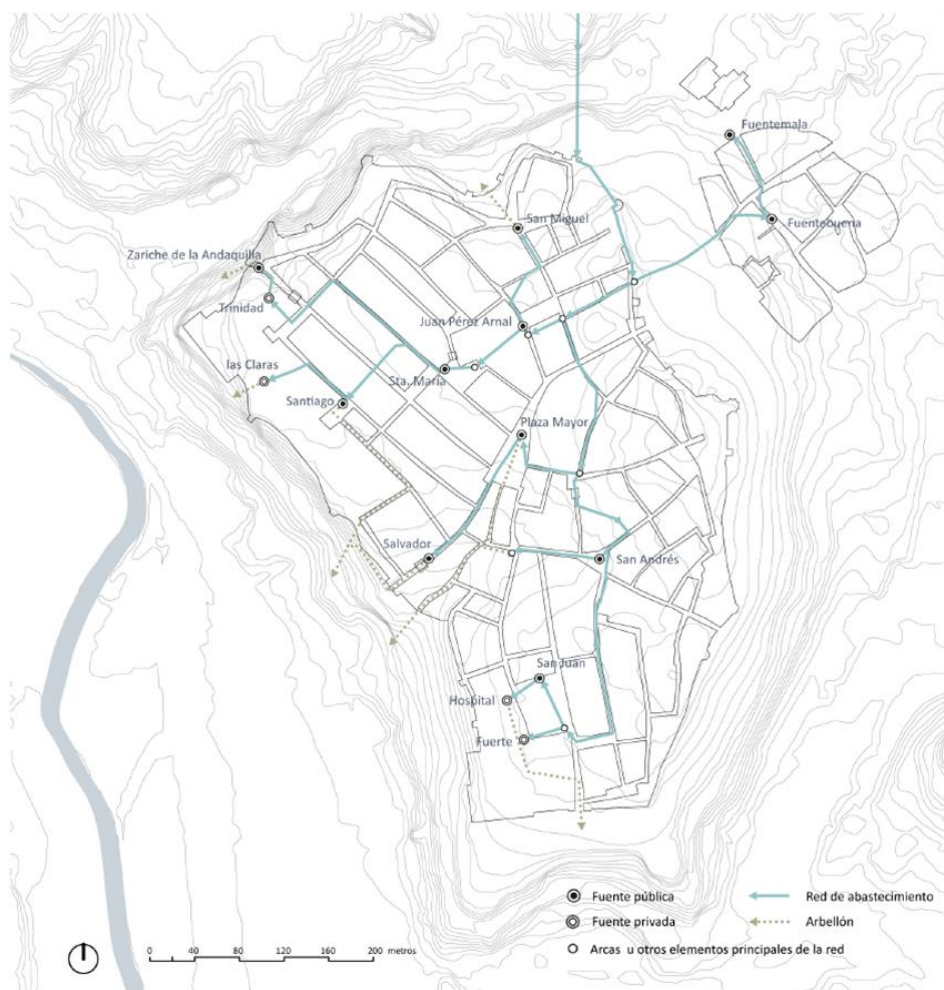 Fuentemala
Fuentebuena
San Miguel
Zariche de la Andaquilla
Trinidad
Juan Pérez Arnal
las Claras
Sta. María
Santiago
Plaza Mayor
Salvador
San Andrés
San Juan
Hospital
Fuerte
Fuente pública
Red de abastecimiento
Fuente privada
Arbellón
Arcas u otros elementos principales de la red
0 40 80 120 160 200 metros